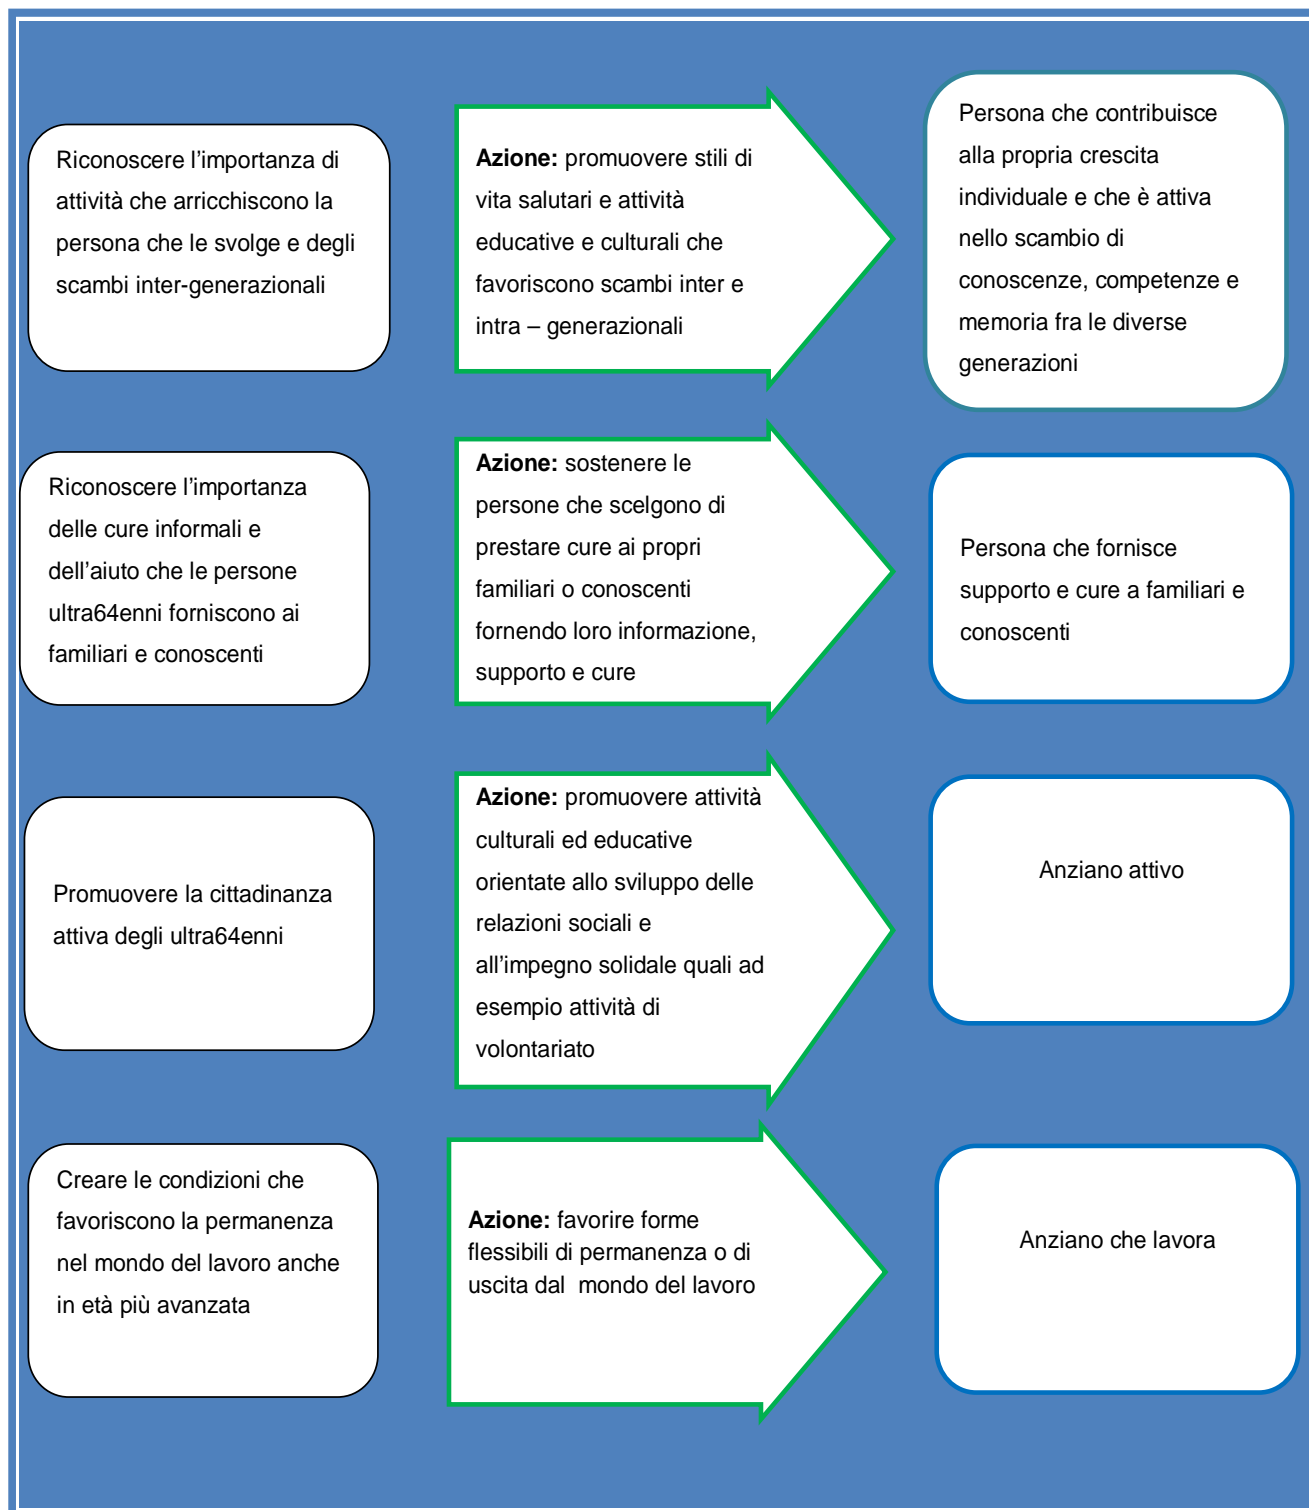 Riconoscere l’importanza di
attività che arricchiscono la
persona che le svolge e degli
scambi inter-generazionali
Azione: promuovere stili di
vita salutari e attività
educative e culturali che
favoriscono scambi inter e
intra – generazionali
Persona che contribuisce
alla propria crescita
individuale e che è attiva
nello scambio di
conoscenze, competenze e
memoria fra le diverse
generazioni
Riconoscere l’importanza
delle cure informali e
dell’aiuto che le persone
ultra64enni forniscono ai
familiari e conoscenti
Azione: sostenere le
persone che scelgono di
prestare cure ai propri
familiari o conoscenti
fornendo loro informazione,
supporto e cure
Persona che fornisce
supporto e cure a familiari e
conoscenti
Promuovere la cittadinanza
attiva degli ultra64enni
Azione: promuovere attività
culturali ed educative
orientate allo sviluppo delle
relazioni sociali e
all’impegno solidale quali ad
esempio attività di
volontariato
Anziano attivo
Creare le condizioni che
favoriscono la permanenza
nel mondo del lavoro anche
in età più avanzata
Azione: favorire forme
flessibili di permanenza o di
uscita dal  mondo del lavoro
Anziano che lavora